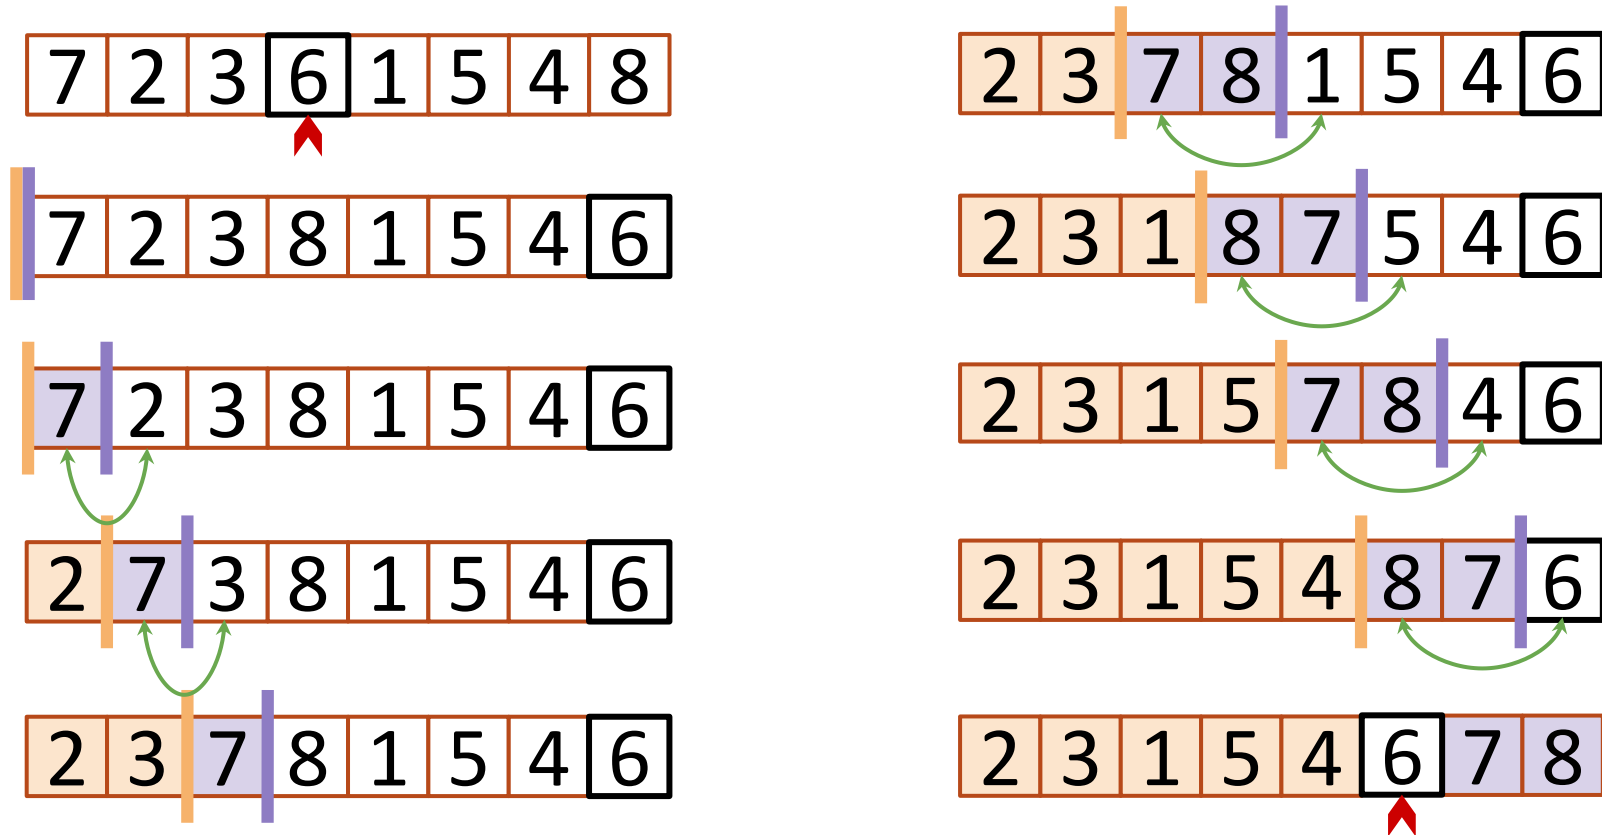 7 2 3 6 1 5 4 8
7 2 3 8 1 5 4 6
7 2 3 8 1 5 4 6
2 7 3 8 1 5 4 6
2 3 7 8 1 5 4 6
2 3 7 8 1 5 4 6
2 3 1 8 7 5 4 6
2 3 1 5 7 8 4 6
2 3 1 5 4 8 7 6
2 3 1 5 4 6 7 8